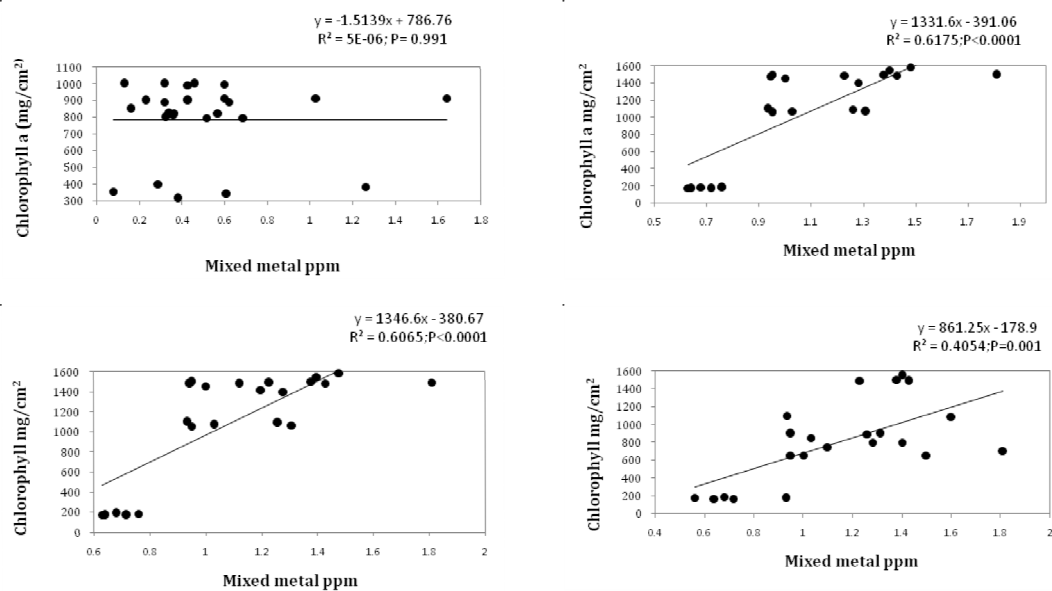 y = -1.5139x + 786.76
R² = 5E-06; P= 0.991
Chlorophyll a (mg/cm²)
1100
1000
900
800
700
600
500
400
300
0 0.2 0.4 0.6 0.8 1 1.2 1.4 1.6 1.8
Mixed metal ppm
y = 1331.6x - 391.06
R² = 0.6175;P<0.0001
Chlorophyll a mg/cm²
1600
1400
1200
1000
800
600
400
200
0
0.5 0.7 0.9 1.1 1.3 1.5 1.7 1.9
Mixed metal ppm
y = 1346.6x - 380.67
R² = 0.6065;P<0.0001
Chlorophyll mg/cm²
1600
1400
1200
1000
800
600
400
200
0
0.6 0.8 1 1.2 1.4 1.6 1.8 2
Mixed metal ppm
y = 861.25x - 178.9
R² = 0.4054;P=0.001
Chlorophyll mg/cm²
1600
1400
1200
1000
800
600
400
200
0
0.4 0.6 0.8 1 1.2 1.4 1.6 1.8 2
Mixed metal ppm